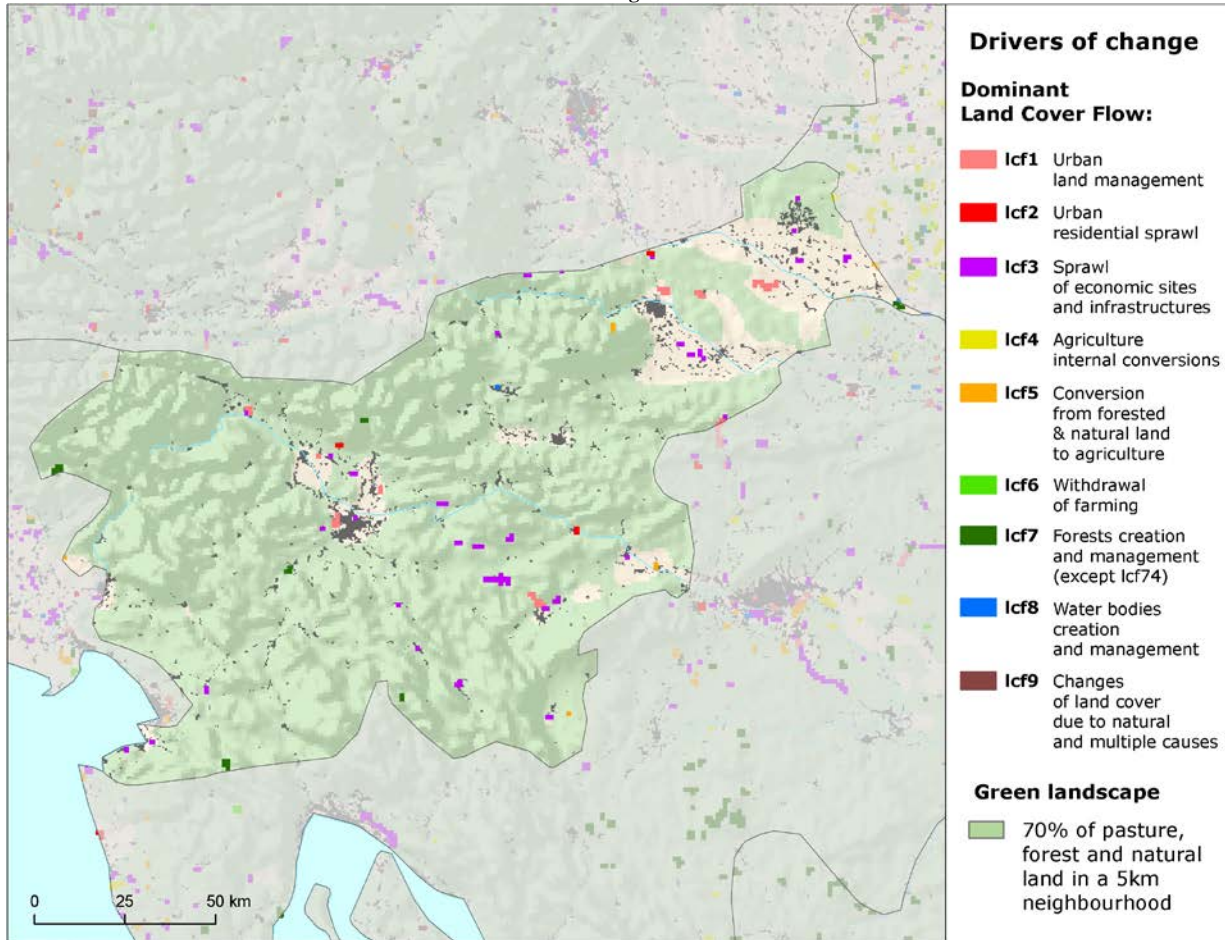 Drivers of change
Dominant
Land Cover Flow:
lcf1 Urban
land management
lcf2 Urban
residential sprawl
lcf3 Sprawl
of economic sites
and infrastructures
lcf4 Agriculture
internal conversions
lcf5 Conversion
from forested
& natural land
to agriculture
lcf6 Withdrawal
of farming
lcf7 Forests creation
and management
(except lcf74)
lcf8 Water bodies
creation
and management
lcf9 Changes
of land cover
due to natural
and multiple causes
Green landscape
70% of pasture,
forest and natural
land in a 5km
neighbourhood
0 25 50 km